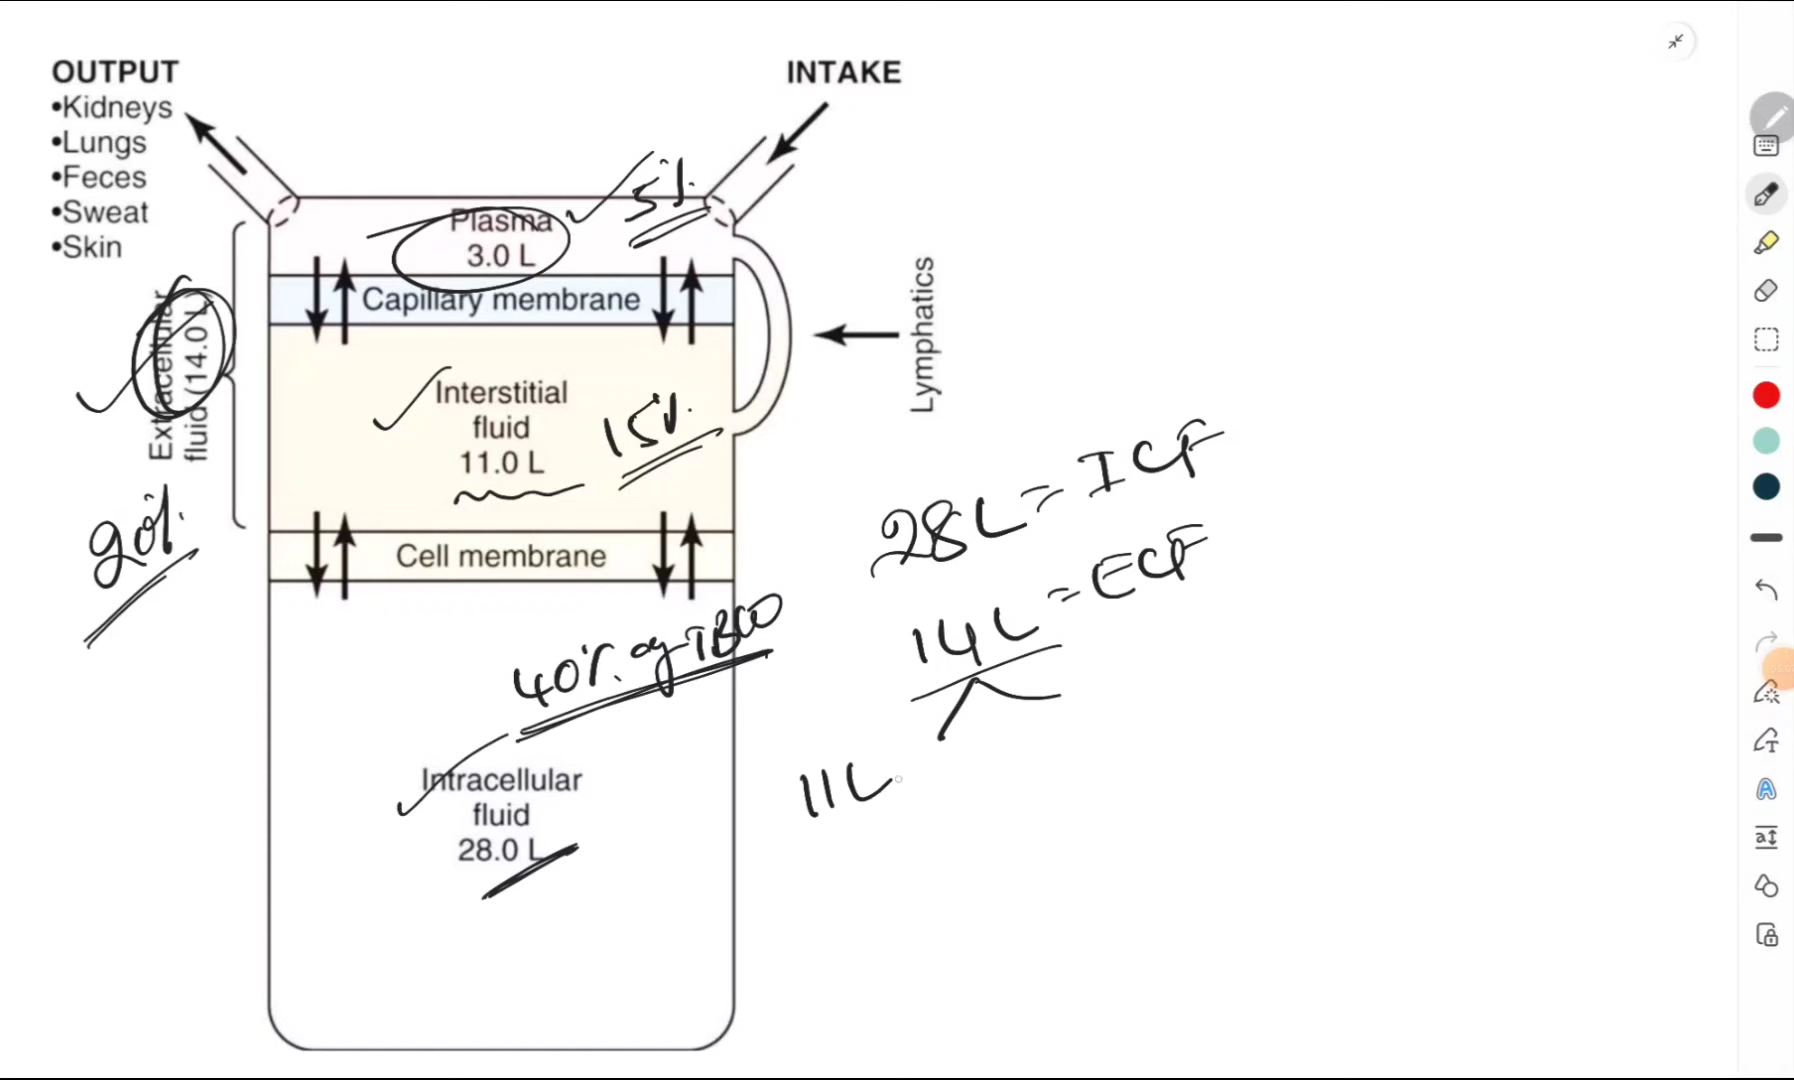 OUTPUT
•Kidneys
•Lungs
•Feces
•Sweat
•Skin
INTAKE
Plasma
3.0 L
5%
Capillary membrane
Extracellular
fluid (14.0 L
Lymphatics
Interstitial
fluid
11.0 L
15%
20%
Cell membrane
40% of TBW
Intracellular
fluid
28.0 L
28L = ICF
14L = ECF
11L